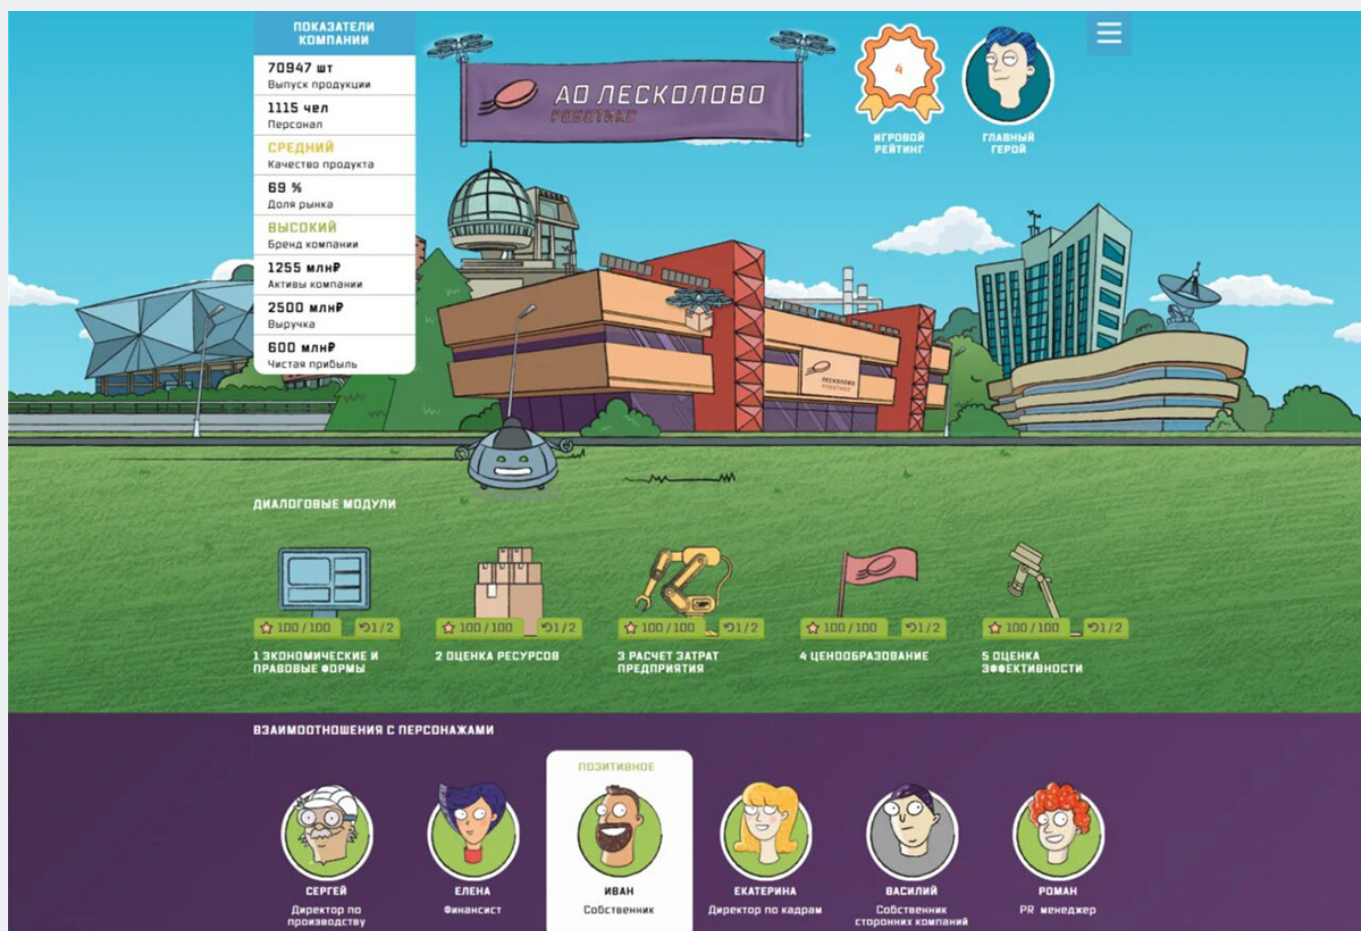 ПОКАЗАТЕЛИ
КОМПАНИИ
70947 шт
Выпуск продукции
1115 чел
Персонал
СРЕДНИЙ
Качество продукта
69 %
Доля рынка
ВЫСОКИЙ
Бренд компании
1255 млн₽
Активы компании
2500 млн₽
Выручка
600 млн₽
Чистая прибыль
АО ЛЕСКОЛОВО
РОБОТИКС
4
ИГРОВОЙ
РЕЙТИНГ
ГЛАВНЫЙ
ГЕРОЙ
ЛЕСКОЛОВО
РОБОТИКС
ДИАЛОГОВЫЕ МОДУЛИ
100 / 100 1 / 2
1 ЭКОНОМИЧЕСКИЕ И
ПРАВОВЫЕ ФОРМЫ
100 / 100 1 / 2
2 ОЦЕНКА РЕСУРСОВ
100 / 100 1 / 2
3 РАСЧЕТ ЗАТРАТ
ПРЕДПРИЯТИЯ
100 / 100 1 / 2
4 ЦЕНООБРАЗОВАНИЕ
100 / 100 1 / 2
5 ОЦЕНКА
ЭФФЕКТИВНОСТИ
ВЗАИМООТНОШЕНИЯ С ПЕРСОНАЖАМИ
СЕРГЕЙ
Директор по
производству
ЕЛЕНА
Финансист
ПОЗИТИВНОЕ
ИВАН
Собственник
ЕКАТЕРИНА
Директор по кадрам
ВАСИЛИЙ
Собственник
сторонних компаний
РОМАН
PR менеджер